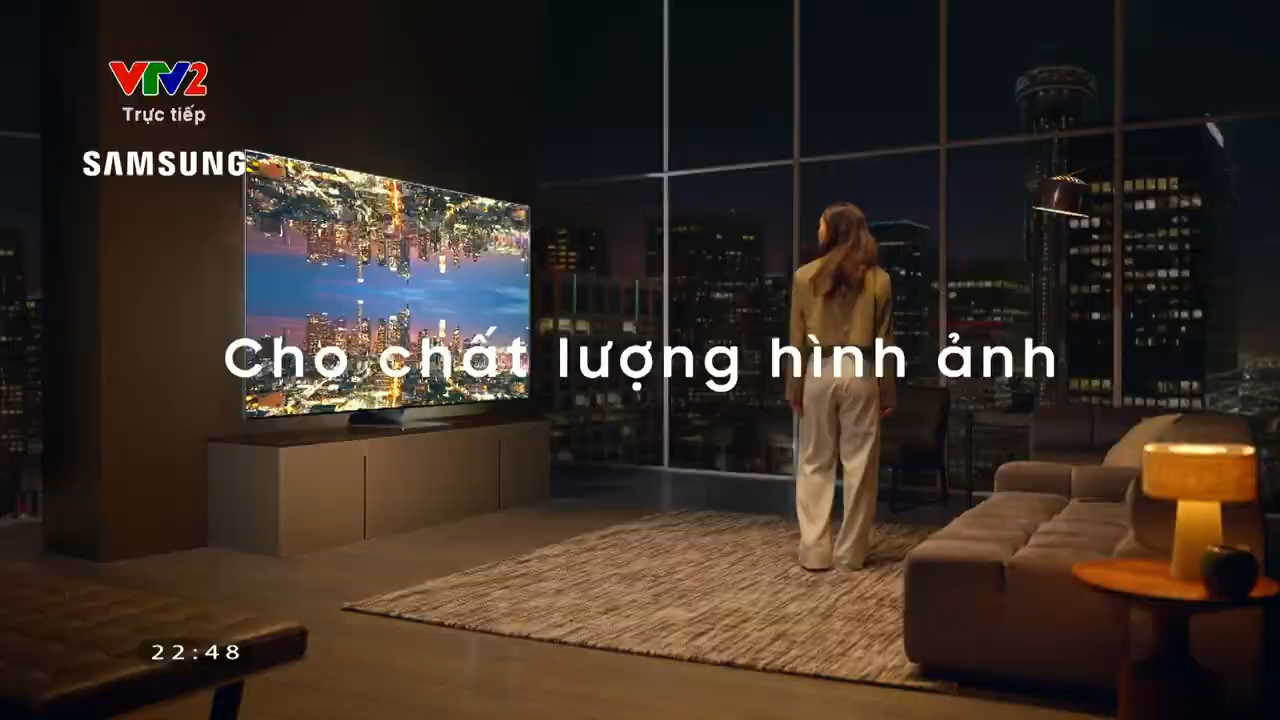 VTV2
Trực tiếp
SAMSUNG
Cho chất lượng hình ảnh
22:48